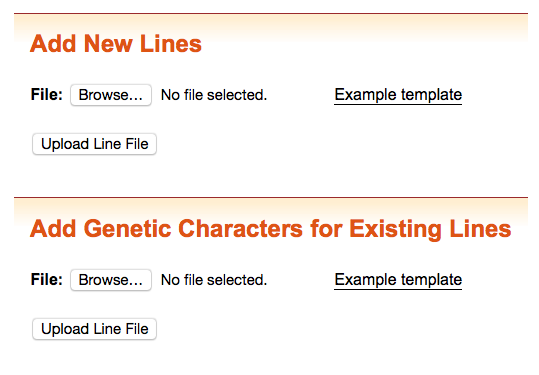 Add New Lines
File: Browse... No file selected. Example template
Upload Line File
Add Genetic Characters for Existing Lines
File: Browse... No file selected. Example template
Upload Line File